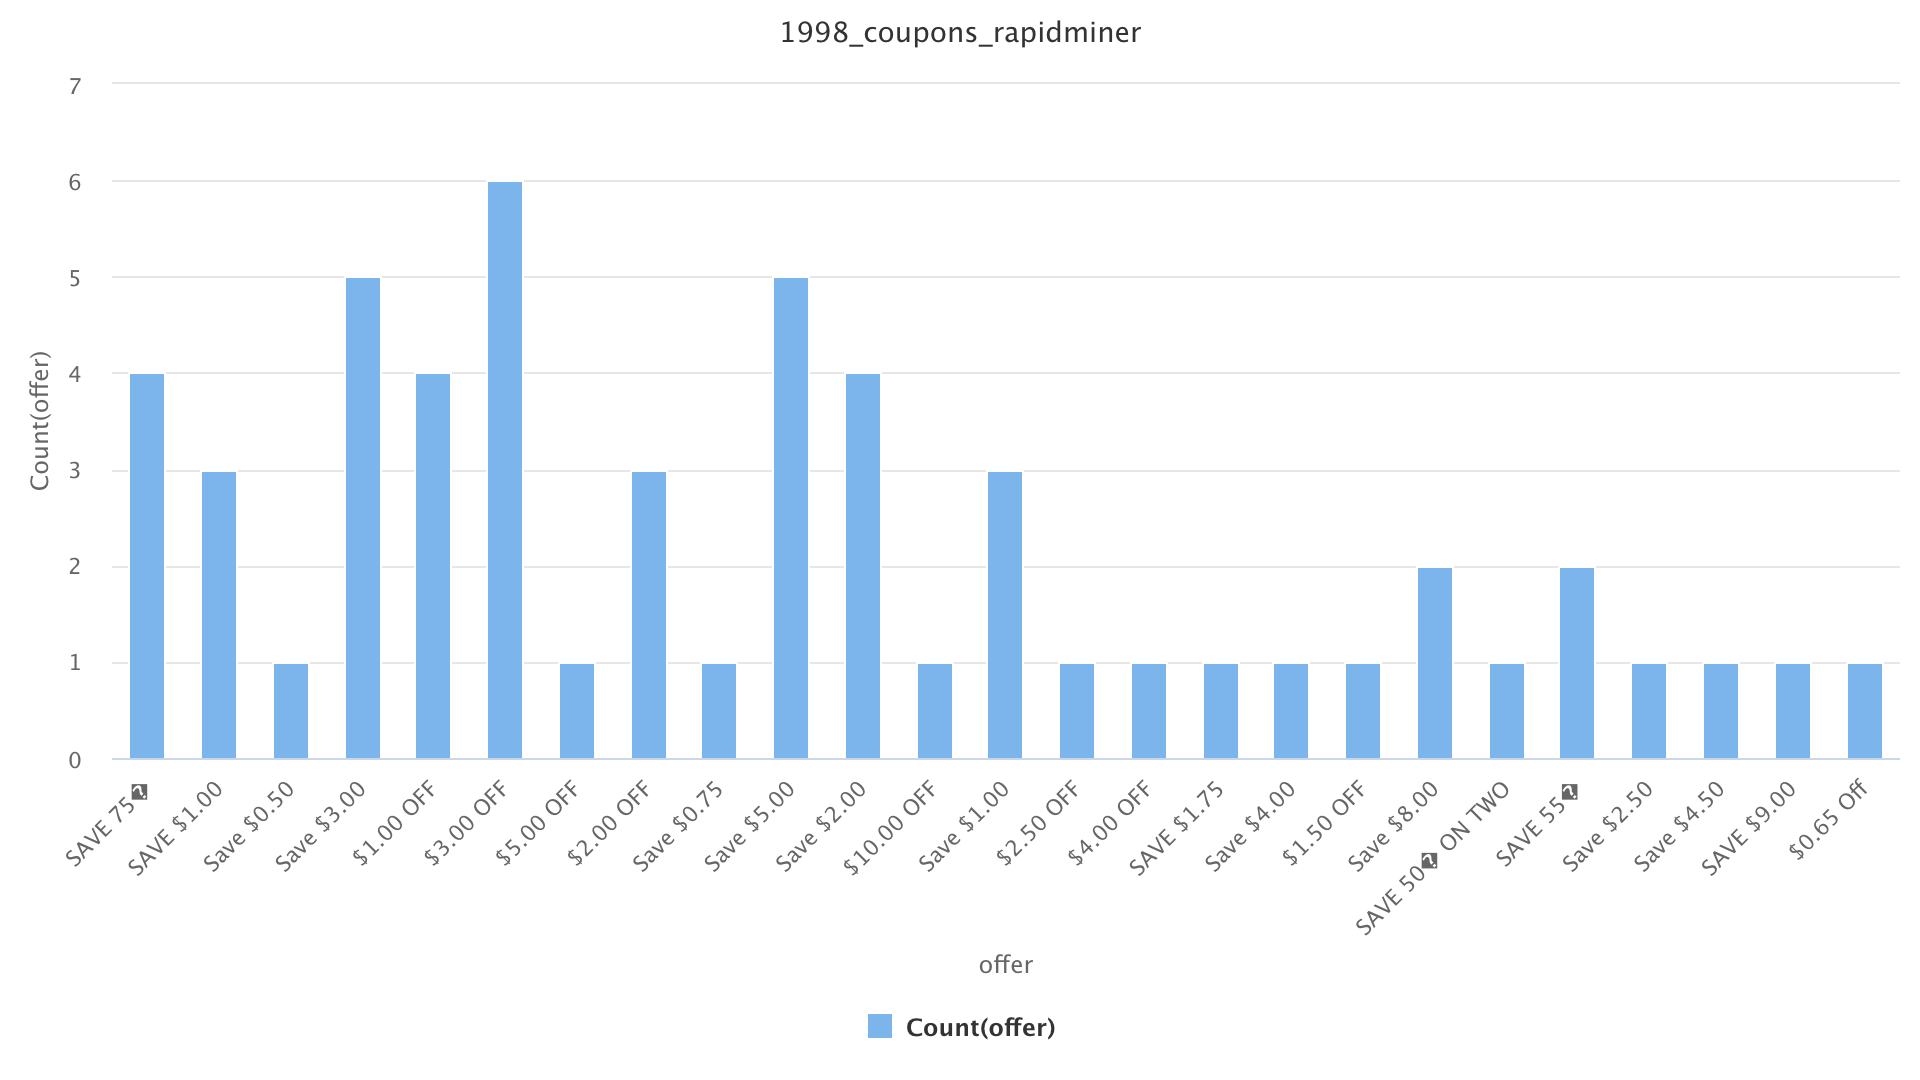 1998_coupons_rapidminer
7
6
5
4
3
2
1
0
Count(offer)
SAVE 75�
SAVE $1.00
Save $0.50
Save $3.00
$1.00 OFF
$3.00 OFF
$5.00 OFF
$2.00 OFF
Save $0.75
Save $5.00
Save $2.00
$10.00 OFF
Save $1.00
$2.50 OFF
$4.00 OFF
SAVE $1.75
Save $4.00
$1.50 OFF
Save $8.00
SAVE 50� ON TWO
SAVE 55�
Save $2.50
Save $4.50
SAVE $9.00
$0.65 Off
offer
Count(offer)